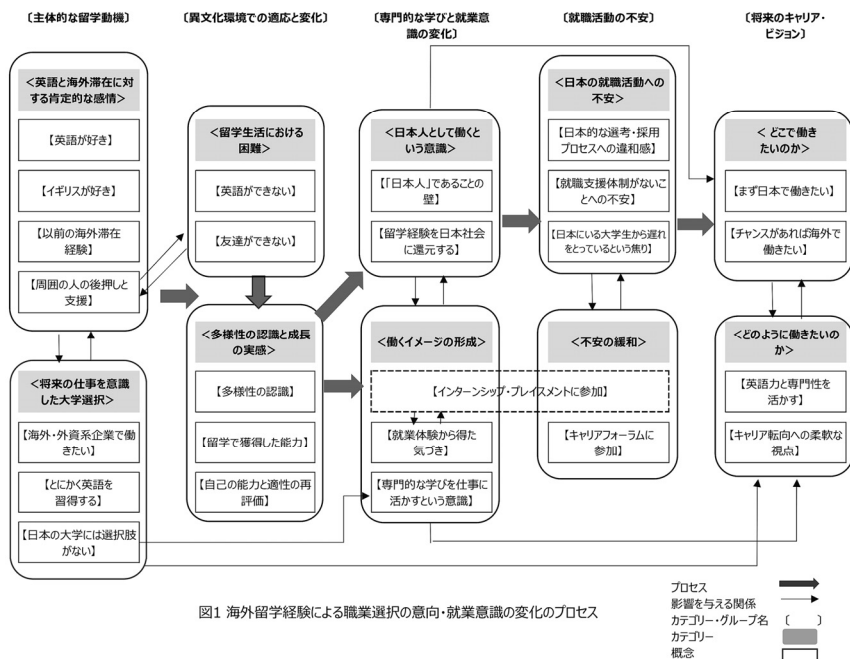 〔主体的な留学動機〕
〔異文化環境での適応と変化〕
〔専門的な学びと就業意
識の変化〕
〔就職活動の不安〕
〔将来のキャリア・
ビジョン〕
<英語と海外滞在に対
する肯定的な感情>
【英語が好き】
【イギリスが好き】
【以前の海外滞在
経験】
【周囲の人の後押しと
支援】
<将来の仕事を意識
した大学選択>
【海外・外資系企業で働
きたい】
【とにかく英語を
習得する】
【日本の大学には選択肢
がない】
<留学生活における
困難>
【英語ができない】
【友達ができない】
<多様性の認識と成長
の実感>
【多様性の認識】
【留学で獲得した能力】
【自己の能力と適性の再
評価】
<日本人として働くと
いう意識>
【「日本人」であることの
壁】
【留学経験を日本社会
に還元する】
<働くイメージの形成>
【インターンシップ・プレイスメントに参加】
【就業体験から得た
気づき】
【専門的な学びを仕事に
活かすという意識】
<日本の就職活動への
不安>
【日本的な選考・採用
プロセスへの違和感】
【就職支援体制がないこ
とへの不安】
【日本にいる大学生から遅れ
をとっているという焦り】
<不安の緩和>
【キャリアフォーラムに
参加】
< どこで働き
たいのか>
【まず日本で働きたい】
【チャンスがあれば海外で
働きたい】
<どのように働きたいの
か>
【英語力と専門性を
活かす】
【キャリア転向への柔軟な
視点】
図1 海外留学経験による職業選択の意向・就業意識の変化のプロセス
プロセス
影響を与える関係
カテゴリー・グループ名 〔 〕
カテゴリー
概念